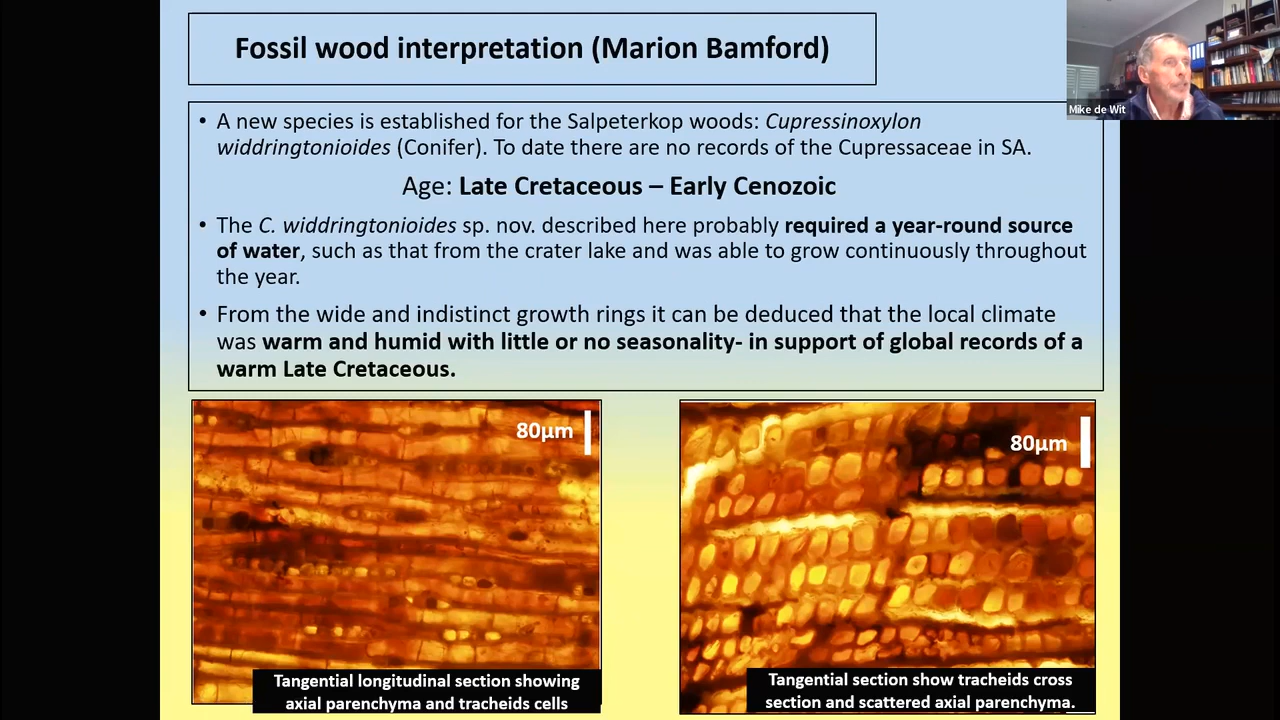 Fossil wood interpretation (Marion Bamford)
Mike de Wit
• A new species is established for the Salpeterkop woods: Cupressinoxylon
widdringtonioides (Conifer). To date there are no records of the Cupressaceae in SA.
Age: Late Cretaceous – Early Cenozoic
• The C. widdringtonioides sp. nov. described here probably required a year-round source
of water, such as that from the crater lake and was able to grow continuously throughout
the year.
• From the wide and indistinct growth rings it can be deduced that the local climate
was warm and humid with little or no seasonality- in support of global records of a
warm Late Cretaceous.
80μm
80μm
Tangential longitudinal section showing
axial parenchyma and tracheids cells
Tangential section show tracheids cross
section and scattered axial parenchyma.